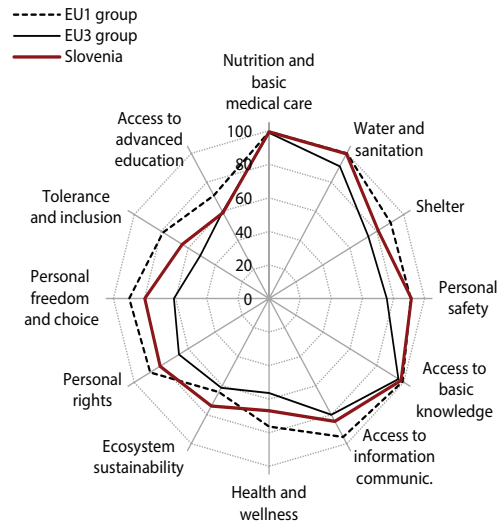 EU1 group
EU3 group
Slovenia
Nutrition and
basic
medical care
Water and
sanitation
Shelter
Personal
safety
Access to
basic
knowledge
Access to
information
communic.
Health and
wellness
Ecosystem
sustainability
Personal
rights
Personal
freedom
and choice
Tolerance
and inclusion
Access to
advanced
education
100
80
60
40
20
0